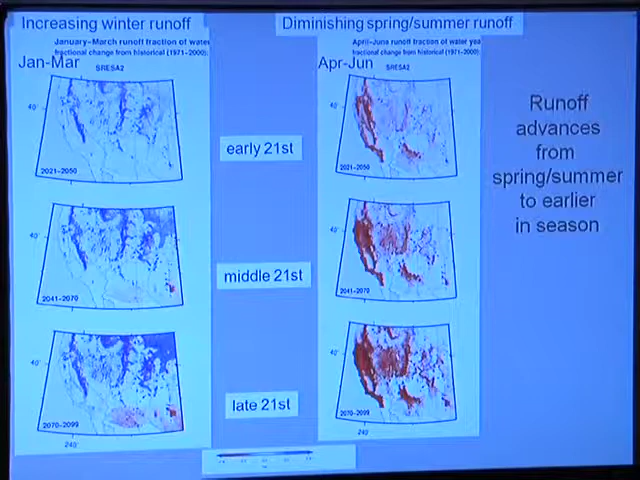 Increasing winter runoff
Diminishing spring/summer runoff
January–March runoff fraction of water
fractional change from historical (1971–2000):
Jan-Mar
SRESA2
40°
2021–2050
40°
2041–2070
40°
2070–2099
240°
early 21st
middle 21st
late 21st
April–June runoff fraction of water yea
fractional change from historical (1971–2000):
Apr-Jun
SRESA2
40°
2021–2050
40°
2041–2070
40°
2070–2099
240°
Runoff
advances
from
spring/summer
to earlier
in season